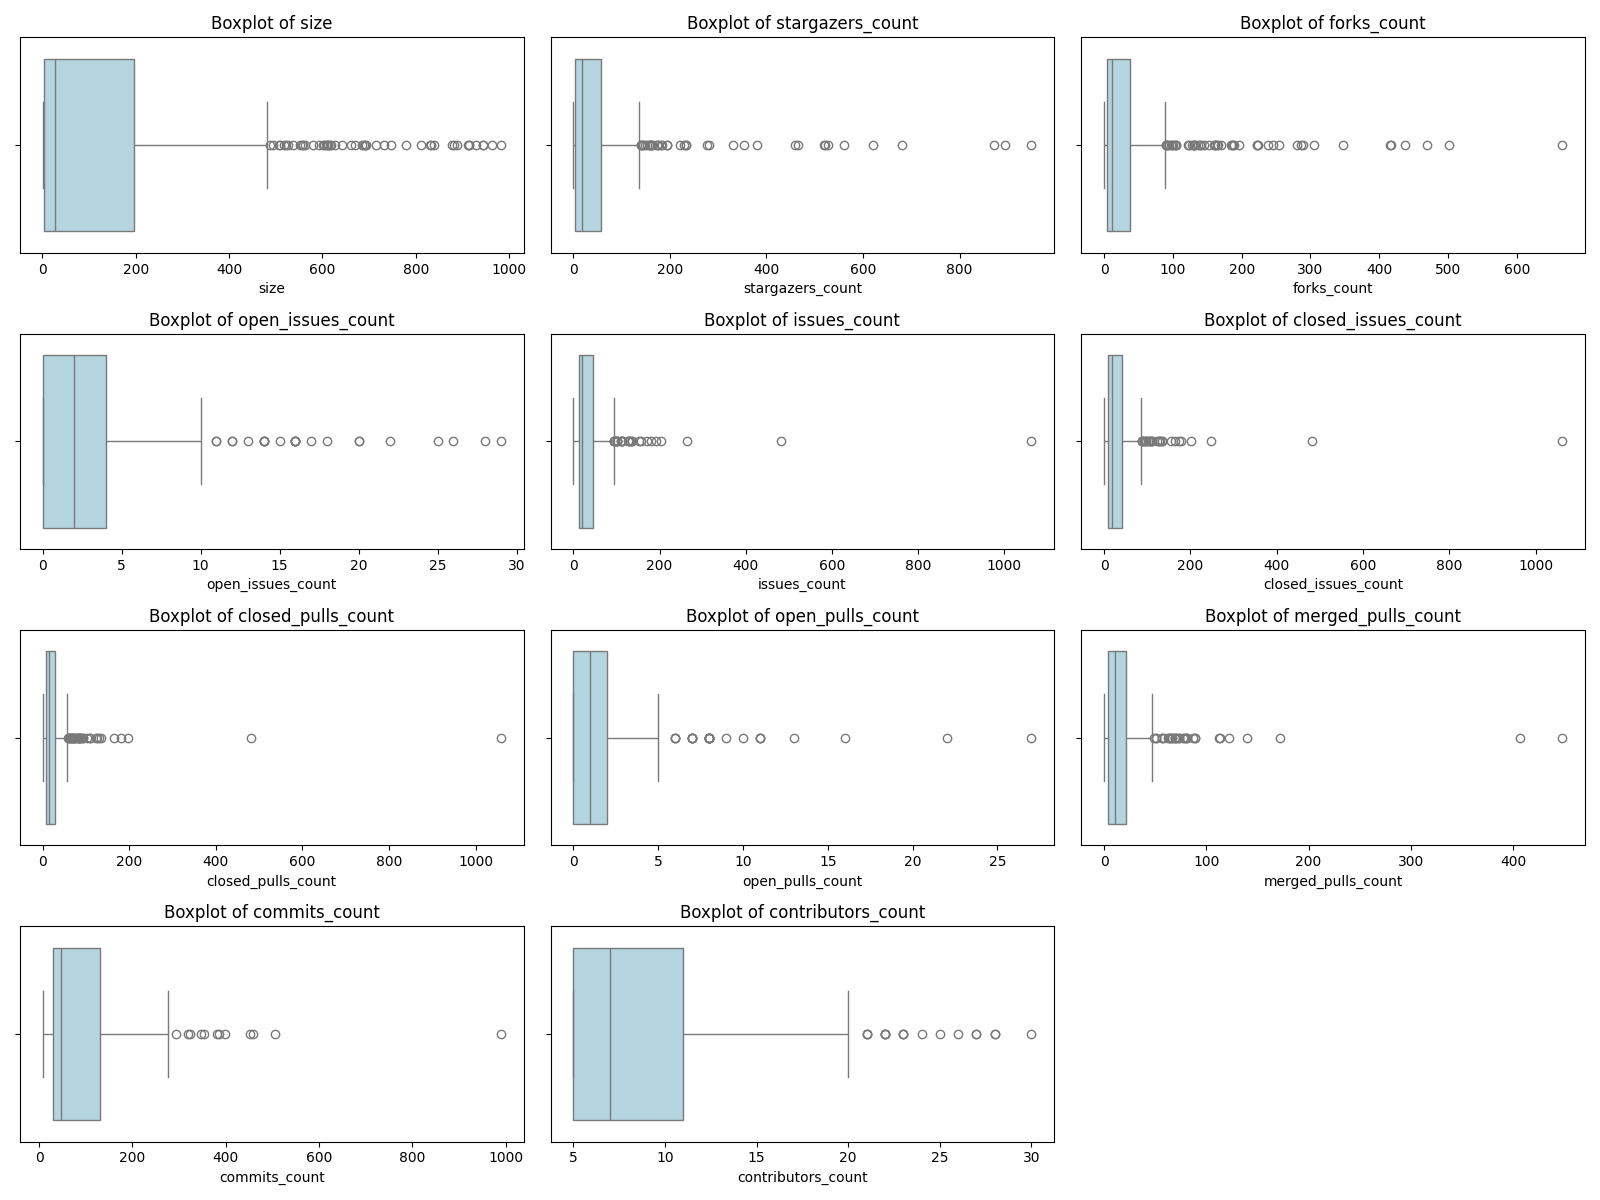 Boxplot of size
Boxplot of stargazers_count
Boxplot of forks_count
0 200 400 600 800 1000
0 200 400 600 800
0 100 200 300 400 500 600
size
stargazers_count
forks_count
Boxplot of open_issues_count
Boxplot of issues_count
Boxplot of closed_issues_count
0 5 10 15 20 25 30
0 200 400 600 800 1000
0 200 400 600 800 1000
open_issues_count
issues_count
closed_issues_count
Boxplot of closed_pulls_count
Boxplot of open_pulls_count
Boxplot of merged_pulls_count
0 200 400 600 800 1000
0 5 10 15 20 25
0 100 200 300 400
closed_pulls_count
open_pulls_count
merged_pulls_count
Boxplot of commits_count
Boxplot of contributors_count
0 200 400 600 800 1000
5 10 15 20 25 30
commits_count
contributors_count